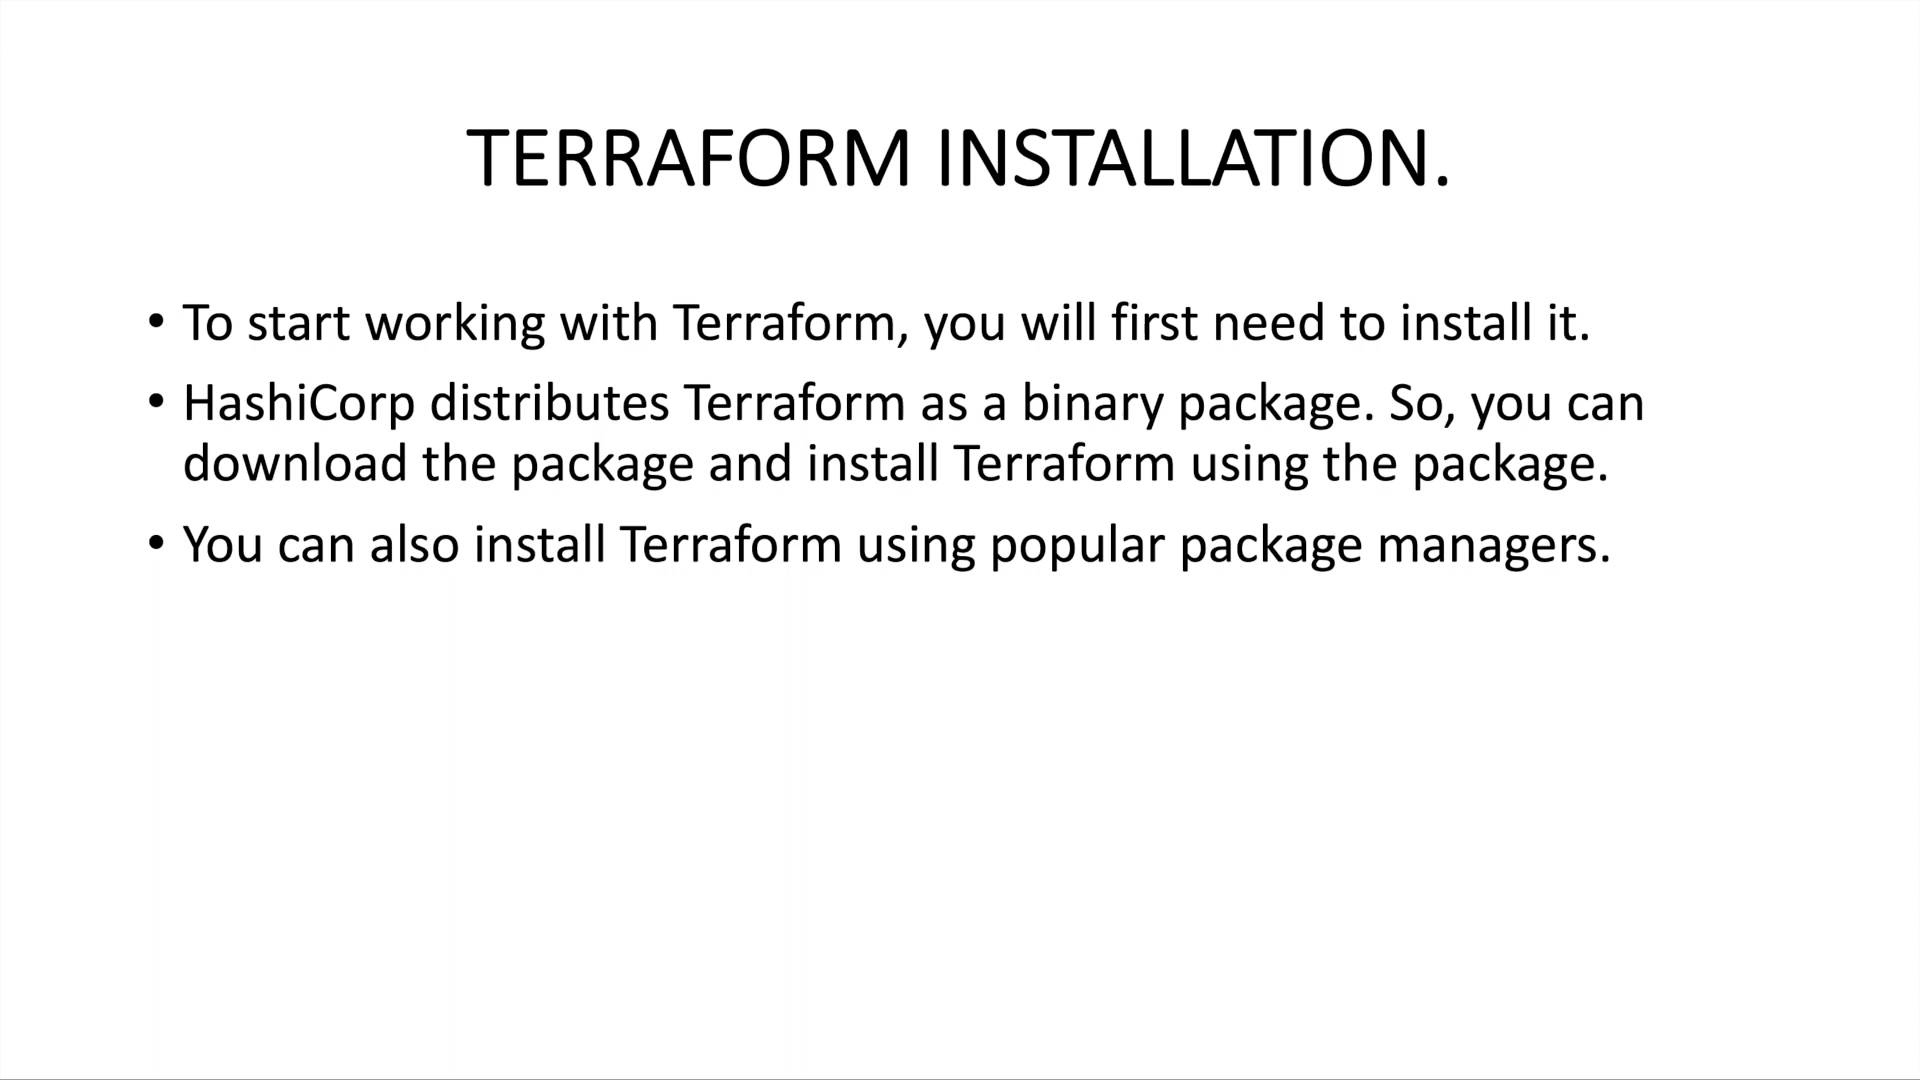 TERRAFORM INSTALLATION.
• To start working with Terraform, you will first need to install it.
• HashiCorp distributes Terraform as a binary package. So, you can
download the package and install Terraform using the package.
• You can also install Terraform using popular package managers.